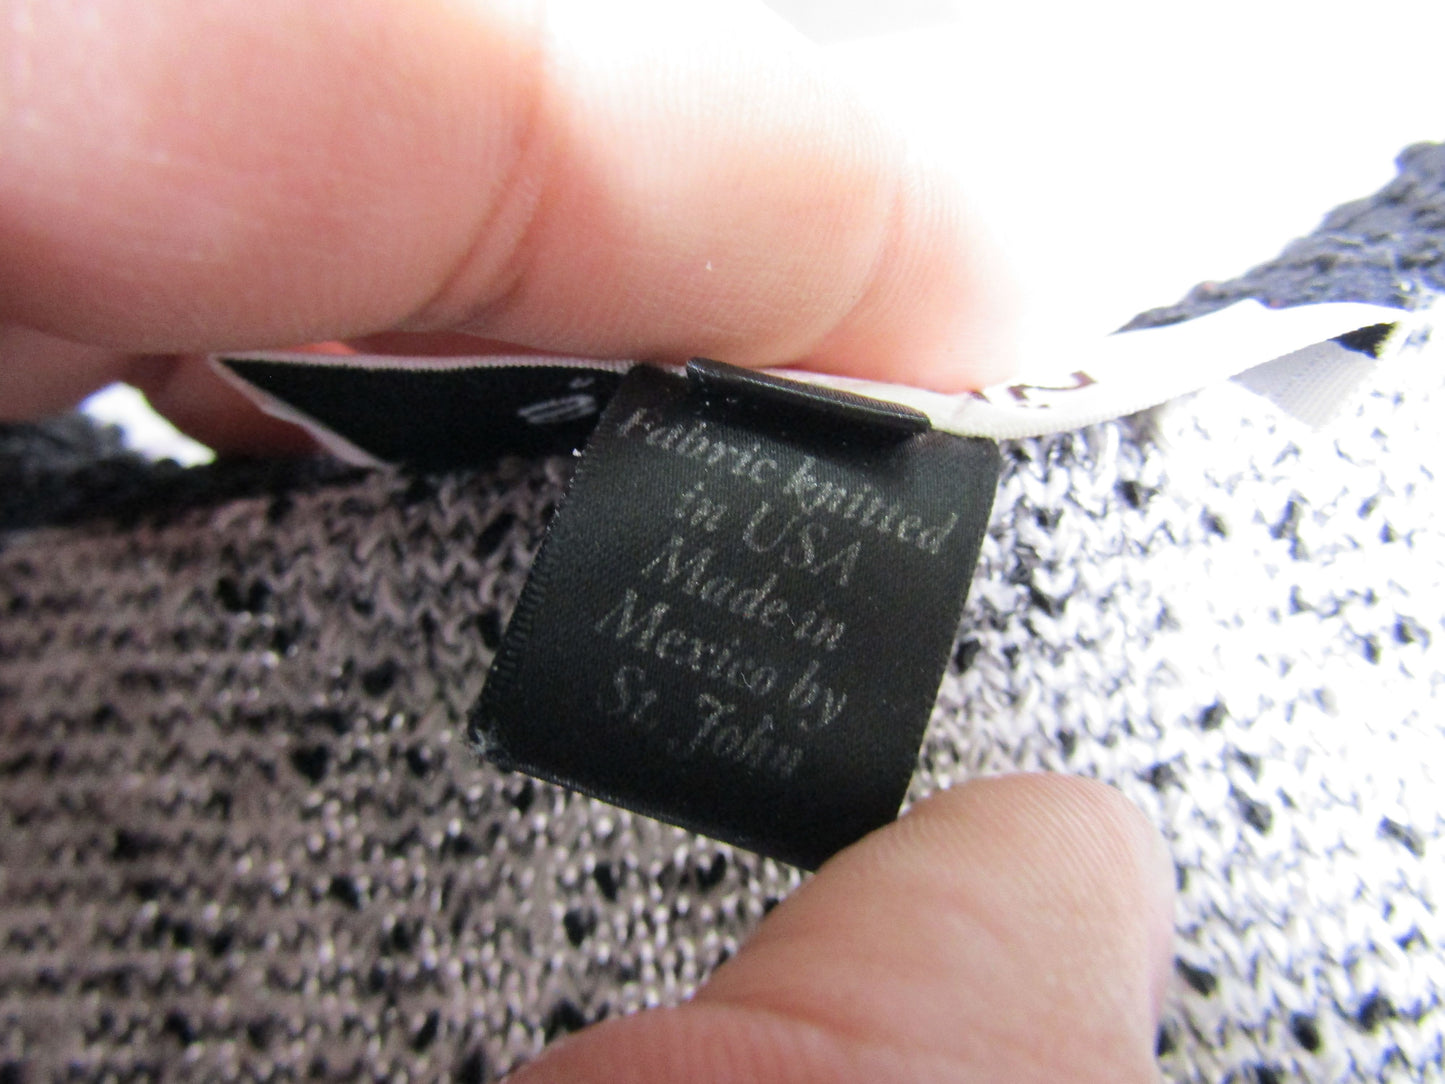 Fabric knitted
in USA
Made in
Mexico by
St. John